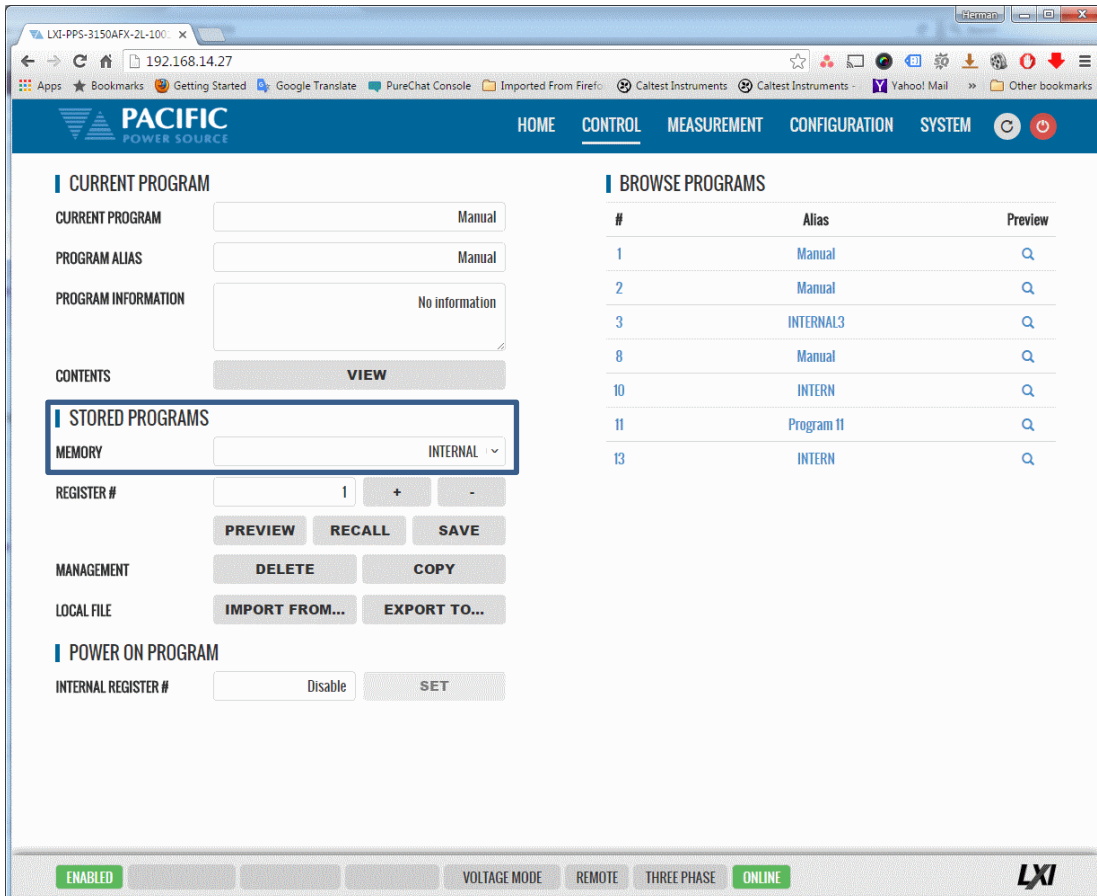 Herman
LXI-PPS-3150AFX-2L-100
192.168.14.27
Apps Bookmarks Getting Started Google Translate PureChat Console Imported From Firefo Caltest Instruments Caltest Instruments - Yahoo! Mail » Other bookmarks
PACIFIC
POWER SOURCE
HOME CONTROL MEASUREMENT CONFIGURATION SYSTEM
CURRENT PROGRAM
CURRENT PROGRAM Manual
PROGRAM ALIAS Manual
PROGRAM INFORMATION No information
CONTENTS VIEW
STORED PROGRAMS
MEMORY INTERNAL
REGISTER # 1 + -
PREVIEW RECALL SAVE
MANAGEMENT DELETE COPY
LOCAL FILE IMPORT FROM... EXPORT TO...
POWER ON PROGRAM
INTERNAL REGISTER # Disable SET
BROWSE PROGRAMS
# Alias Preview
1 Manual
2 Manual
3 INTERNAL3
8 Manual
10 INTERN
11 Program 11
13 INTERN
ENABLED VOLTAGE MODE REMOTE THREE PHASE ONLINE
LXI